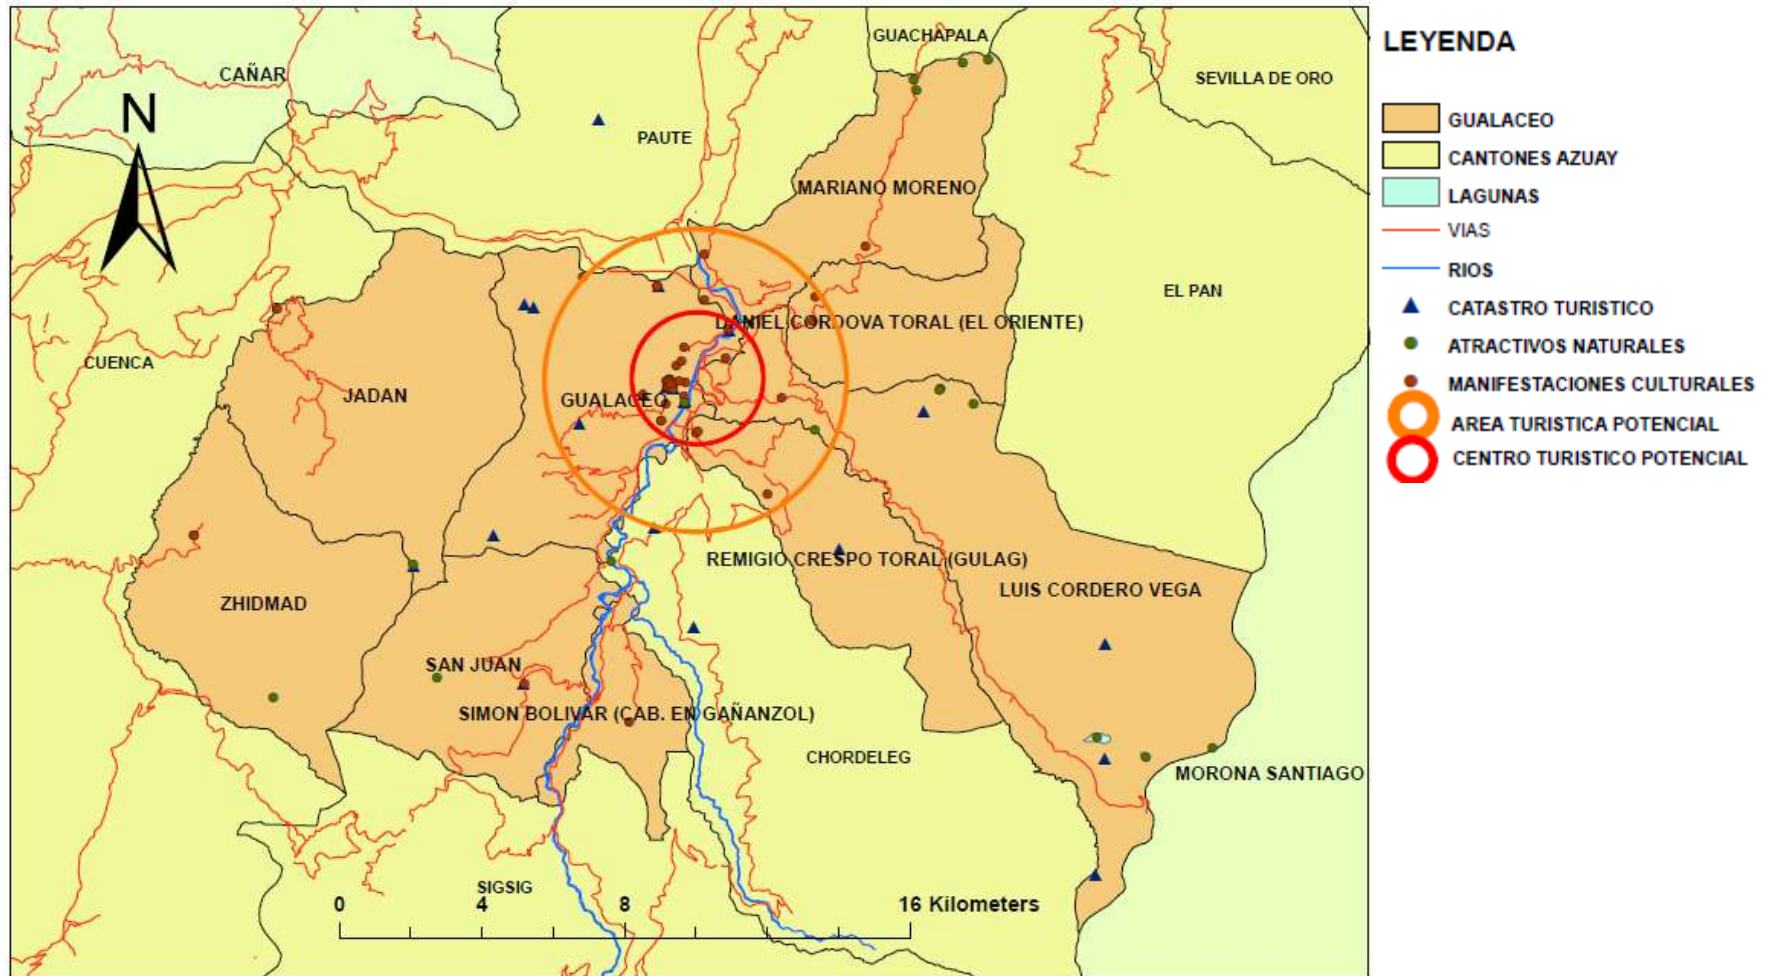 GUACHAPALA
LEYENDA
CAÑAR
SEVILLA DE ORO
N
PAUTE
GUALACEO
CANTONES AZUAY
MARIANO MORENO
LAGUNAS
VIAS
RIOS
EL PAN
CATASTRO TURISTICO
DANIEL CORDOVA TORAL (EL ORIENTE)
ATRACTIVOS NATURALES
CUENCA
MANIFESTACIONES CULTURALES
JADAN
GUALACEO
AREA TURISTICA POTENCIAL
CENTRO TURISTICO POTENCIAL
REMIGIO CRESPO TORAL (GULAG)
LUIS CORDERO VEGA
ZHIDMAD
SAN JUAN
SIMON BOLIVAR (CAB. EN GAÑANZOL)
CHORDELEG
MORONA SANTIAGO
SIGSIG
0 4 8 16 Kilometers